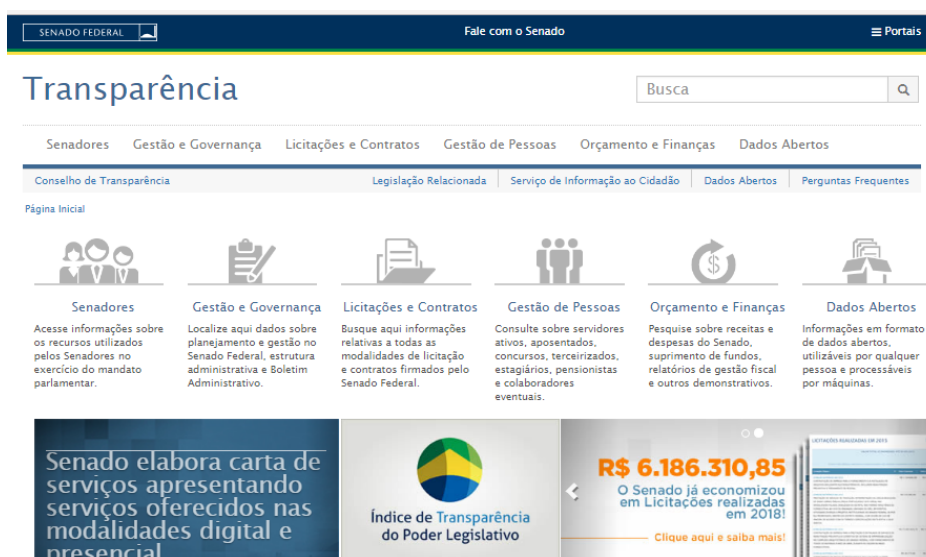 SENADO FEDERAL
Fale com o Senado
Portais
Transparência
Busca
Senadores
Gestão e Governança
Licitações e Contratos
Gestão de Pessoas
Orçamento e Finanças
Dados Abertos
Conselho de Transparência
Legislação Relacionada
Serviço de Informação ao Cidadão
Dados Abertos
Perguntas Frequentes
Página Inicial
$
Senadores
Acesse informações sobre
os recursos utilizados
pelos Senadores no
exercício do mandato
parlamentar.
Gestão e Governança
Localize aqui dados sobre
planejamento e gestão no
Senado Federal, estrutura
administrativa e Boletim
Administrativo.
Licitações e Contratos
Busque aqui informações
relativas a todas as
modalidades de licitação
e contratos firmados pelo
Senado Federal.
Gestão de Pessoas
Consulte sobre servidores
ativos, aposentados,
concursos, terceirizados,
estagiários, pensionistas
e colaboradores
eventuais.
Orçamento e Finanças
Pesquise sobre receitas e
despesas do Senado,
suprimento de fundos,
relatórios de gestão fiscal
e outros demonstrativos.
Dados Abertos
Informações em formato
de dados abertos,
utilizáveis por qualquer
pessoa e processáveis
por máquinas.
Senado elabora carta de
serviços apresentando
serviços oferecidos nas
modalidades digital e
presencial
Índice de Transparência
do Poder Legislativo
R$ 6.186.310,85
O Senado já economizou
em Licitações realizadas
em 2018!
Clique aqui e saiba mais!
LICITAÇÕES REALIZADAS EM 2013